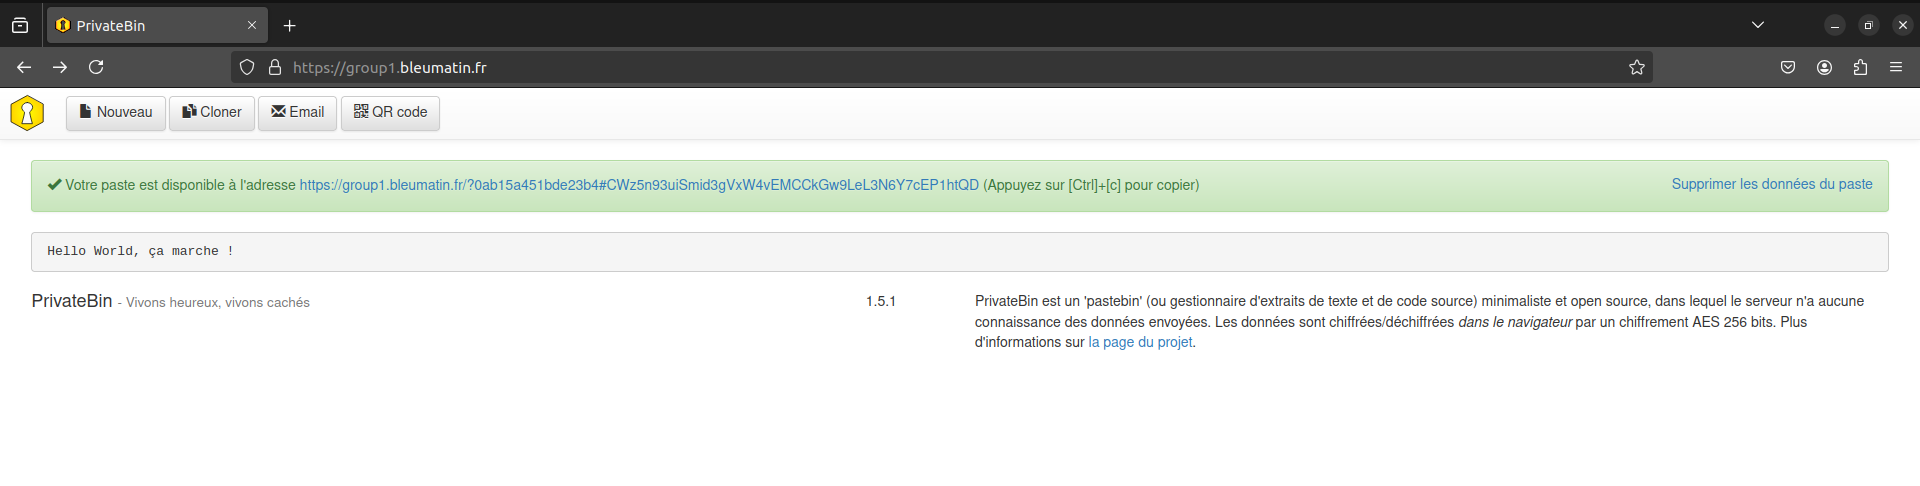 PrivateBin
https://group1.bleumatin.fr
Nouveau Cloner Email QR code
Votre paste est disponible à l'adresse https://group1.bleumatin.fr/?0ab15a451bde23b4#CWz5n93uiSmid3gVxW4vEMCCkGw9LeL3N6Y7cEP1htQD (Appuyez sur [Ctrl]+[c] pour copier) Supprimer les données du paste
Hello World, ça marche !
PrivateBin - Vivons heureux, vivons cachés
1.5.1
PrivateBin est un 'pastebin' (ou gestionnaire d'extraits de texte et de code source) minimaliste et open source, dans lequel le serveur n'a aucune
connaissance des données envoyées. Les données sont chiffrées/déchiffrées dans le navigateur par un chiffrement AES 256 bits. Plus
d'informations sur la page du projet.